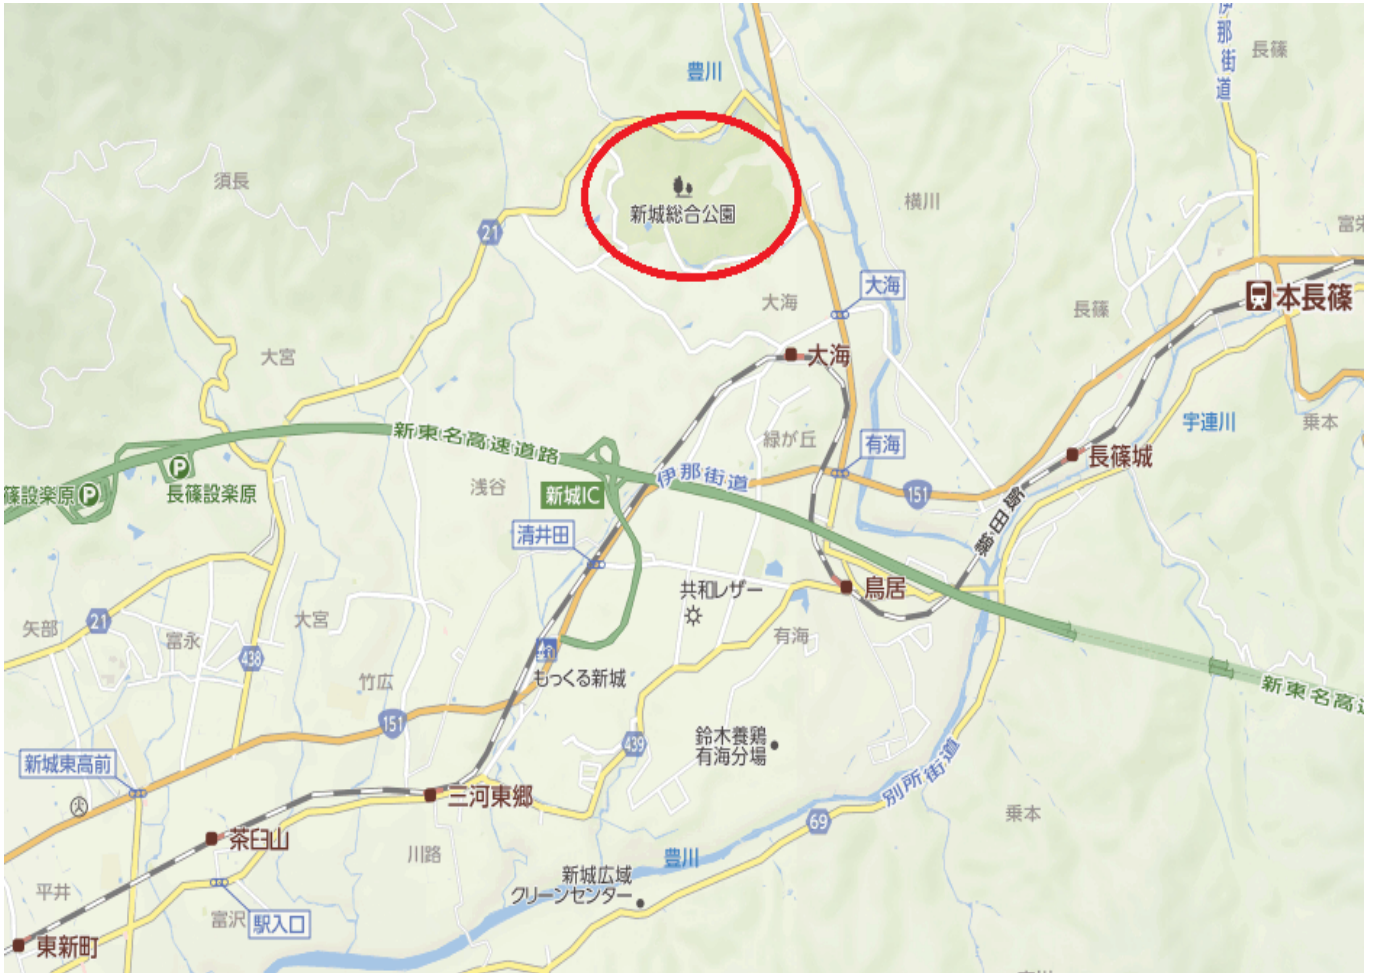 伊那街道
長篠
豊川
須長
新城総合公園
横川
富栄
21
大海
大海
長篠
本長篠
大宮
大海
宇連川
乗本
新東名高速道路
緑が丘
有海
長篠城
伊那街道
篠設楽原
P
P
長篠設楽原
浅谷
新城IC
151
飯田線
清井田
共和レザー
鳥居
矢部
21
富永
大宮
有海
438
竹広
もっくる新城
新東名高速
151
439
鈴木養鶏
有海分場
別所街道
新城東高前
三河東郷
69
乗本
茶臼山
川路
豊川
新城広域
クリーンセンター
平井
富沢
駅入口
東新町